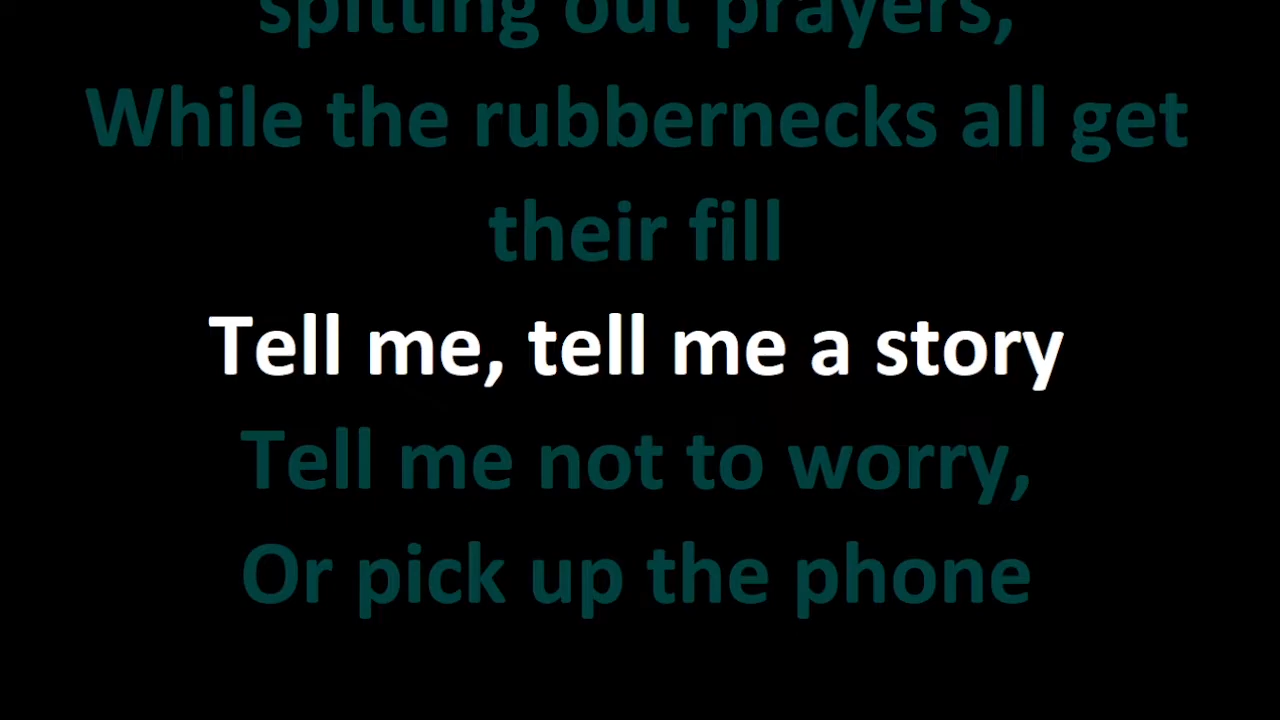 spitting out prayers,
While the rubbernecks all get
their fill
Tell me, tell me a story
Tell me not to worry,
Or pick up the phone